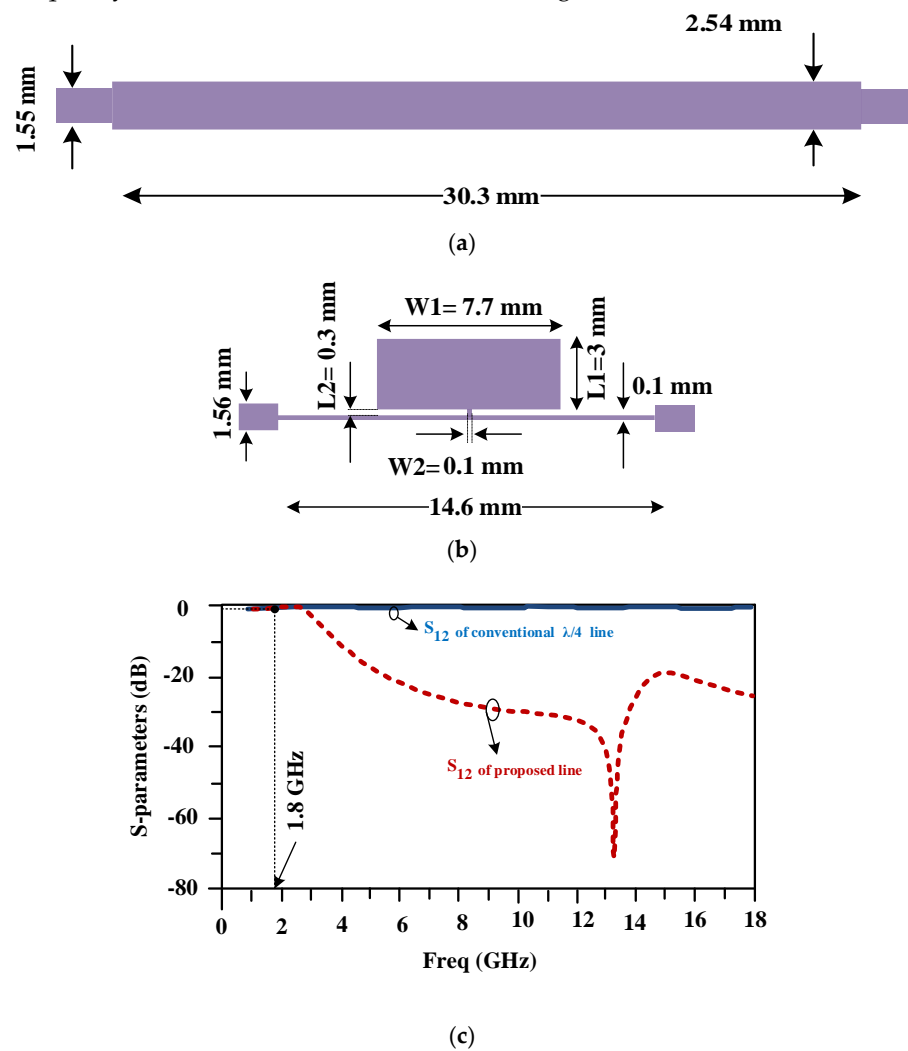 2.54 mm
1.55 mm
30.3 mm
(a)
W1= 7.7 mm
L2= 0.3 mm
L1=3 mm
0.1 mm
1.56 mm
W2= 0.1 mm
14.6 mm
(b)
0
-20
-40
-60
-80
S-parameters (dB)
S12 of conventional λ/4 line
S12 of proposed line
1.8 GHz
0 2 4 6 8 10 12 14 16 18
Freq (GHz)
(c)